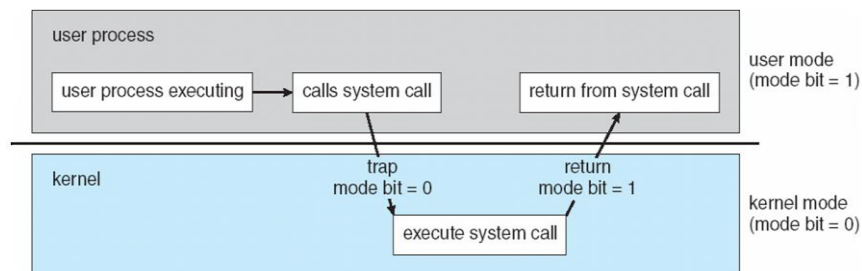 user process
user process executing
calls system call
return from system call
user mode
(mode bit = 1)
kernel
trap
mode bit = 0
return
mode bit = 1
execute system call
kernel mode
(mode bit = 0)